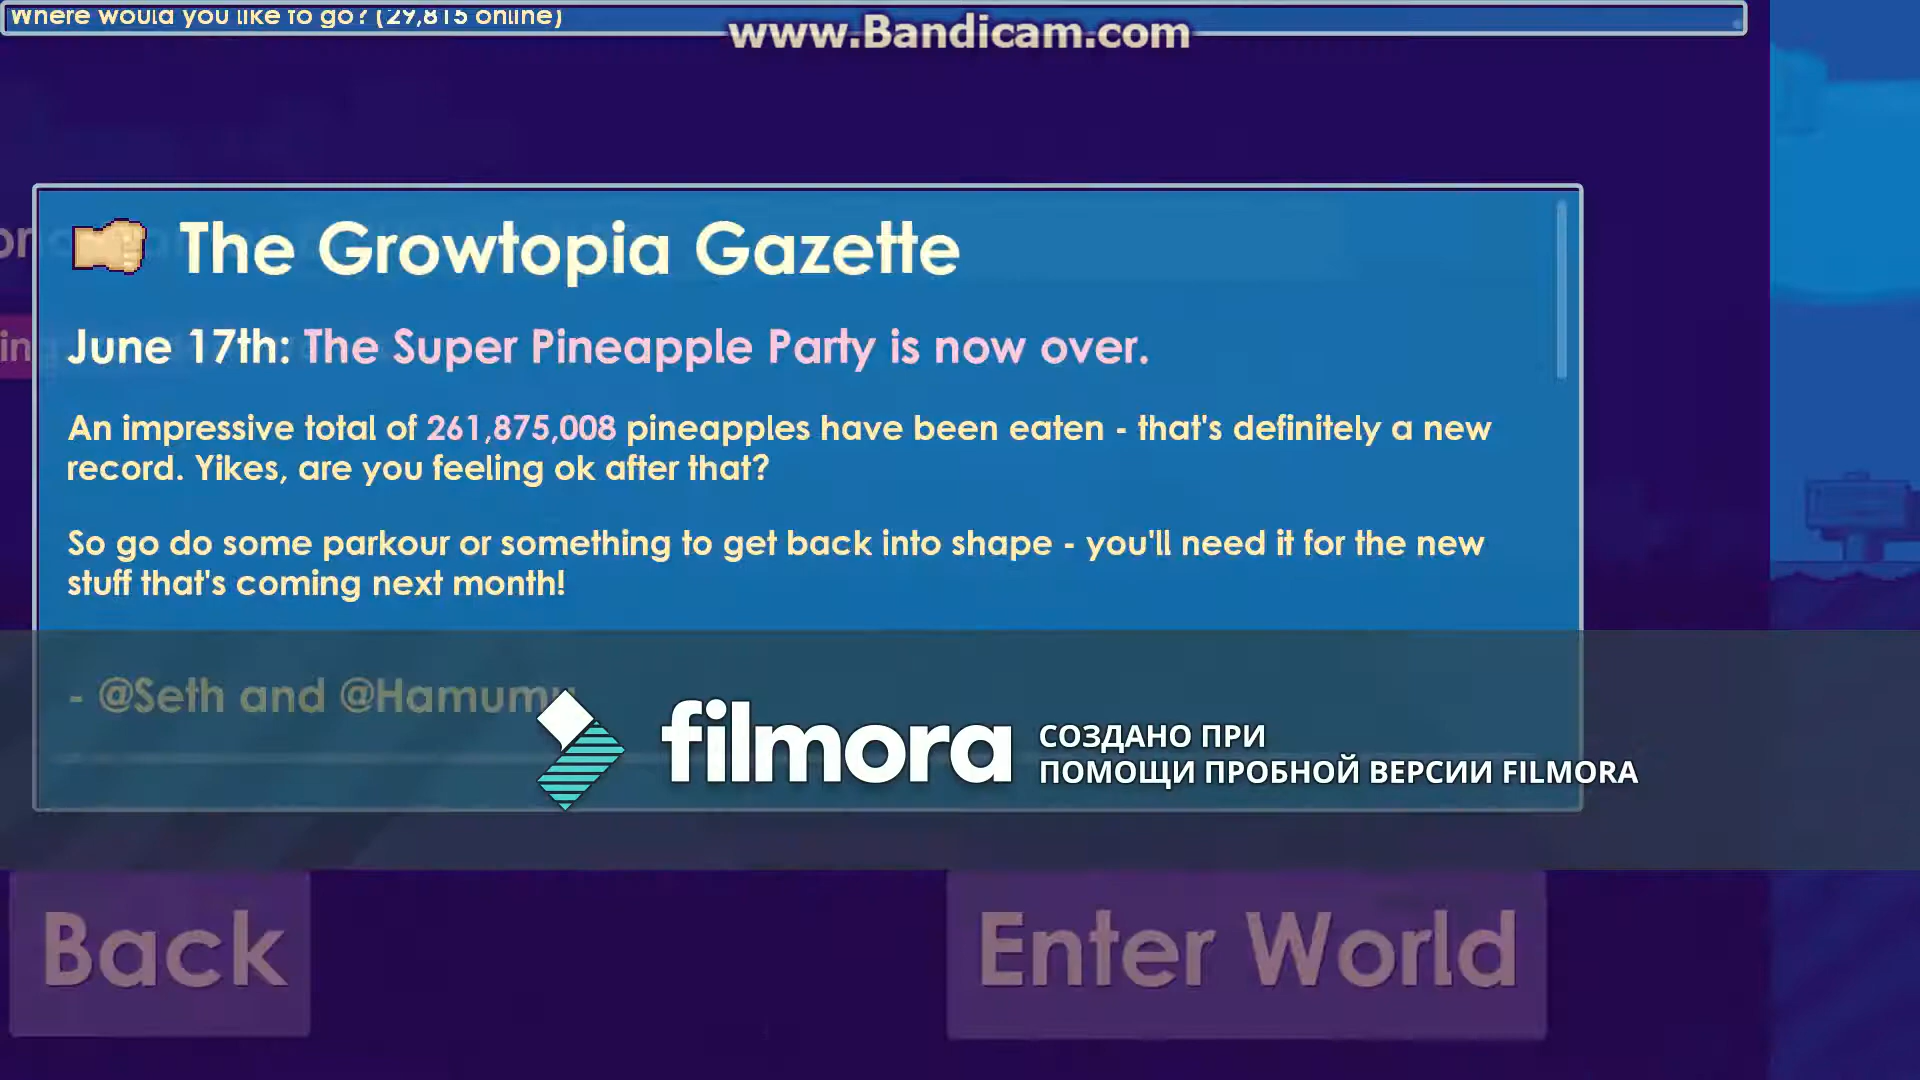 Where would you like to go? (29,815 online)
www.Bandicam.com
The Growtopia Gazette
June 17th: The Super Pineapple Party is now over.
An impressive total of 261,875,008 pineapples have been eaten - that's definitely a new
record. Yikes, are you feeling ok after that?
So go do some parkour or something to get back into shape - you'll need it for the new
stuff that's coming next month!
- @Seth and @Hamumu
filmora
СОЗДАНО ПРИ
ПОМОЩИ ПРОБНОЙ ВЕРСИИ FILMORA
Back
Enter World